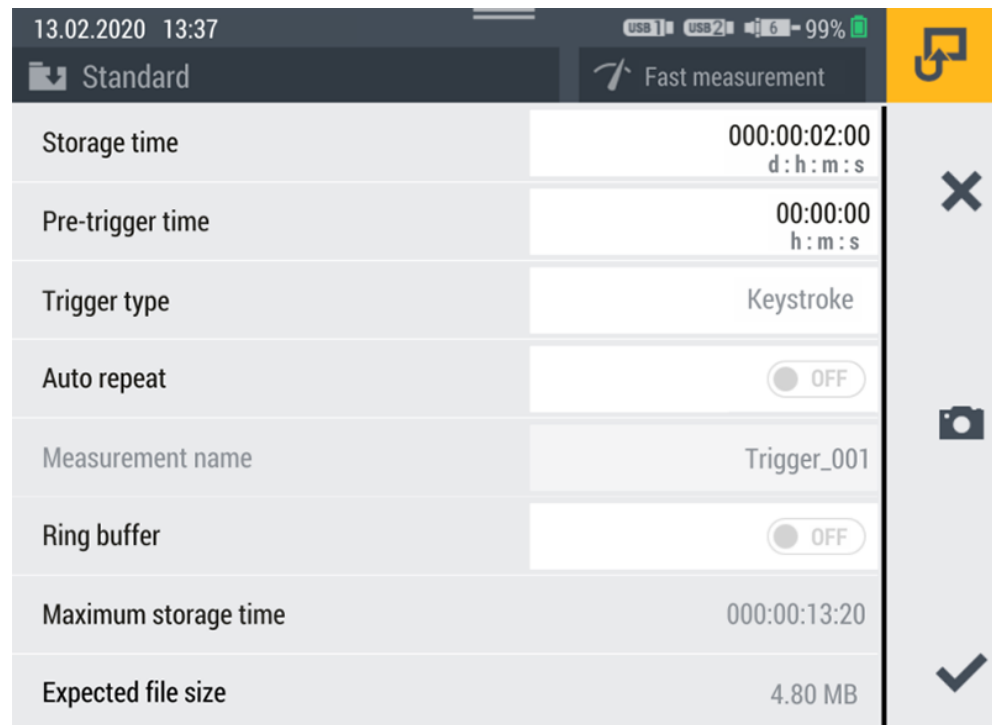 13.02.2020 13:37 USB 1 USB 2 6 99%
Standard Fast measurement
Storage time 000:00:02:00
d : h : m : s
Pre-trigger time 00:00:00
h : m : s
Trigger type Keystroke
Auto repeat OFF
Measurement name Trigger_001
Ring buffer OFF
Maximum storage time 000:00:13:20
Expected file size 4.80 MB